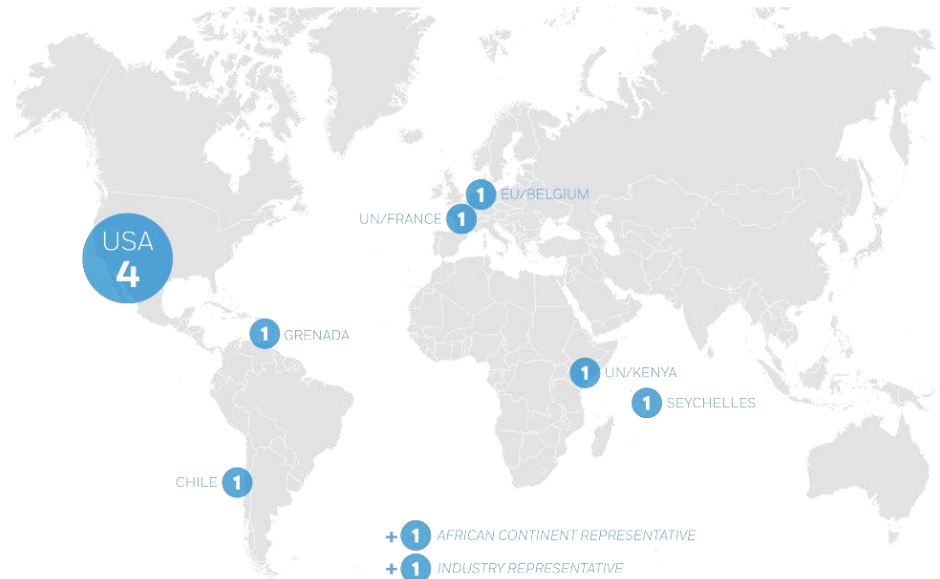 1 EU/BELGIUM
UN/FRANCE 1
USA
4
1 GRENADA
1 UN/KENYA
1 SEYCHELLES
CHILE 1
+ 1 AFRICAN CONTINENT REPRESENTATIVE
+ 1 INDUSTRY REPRESENTATIVE